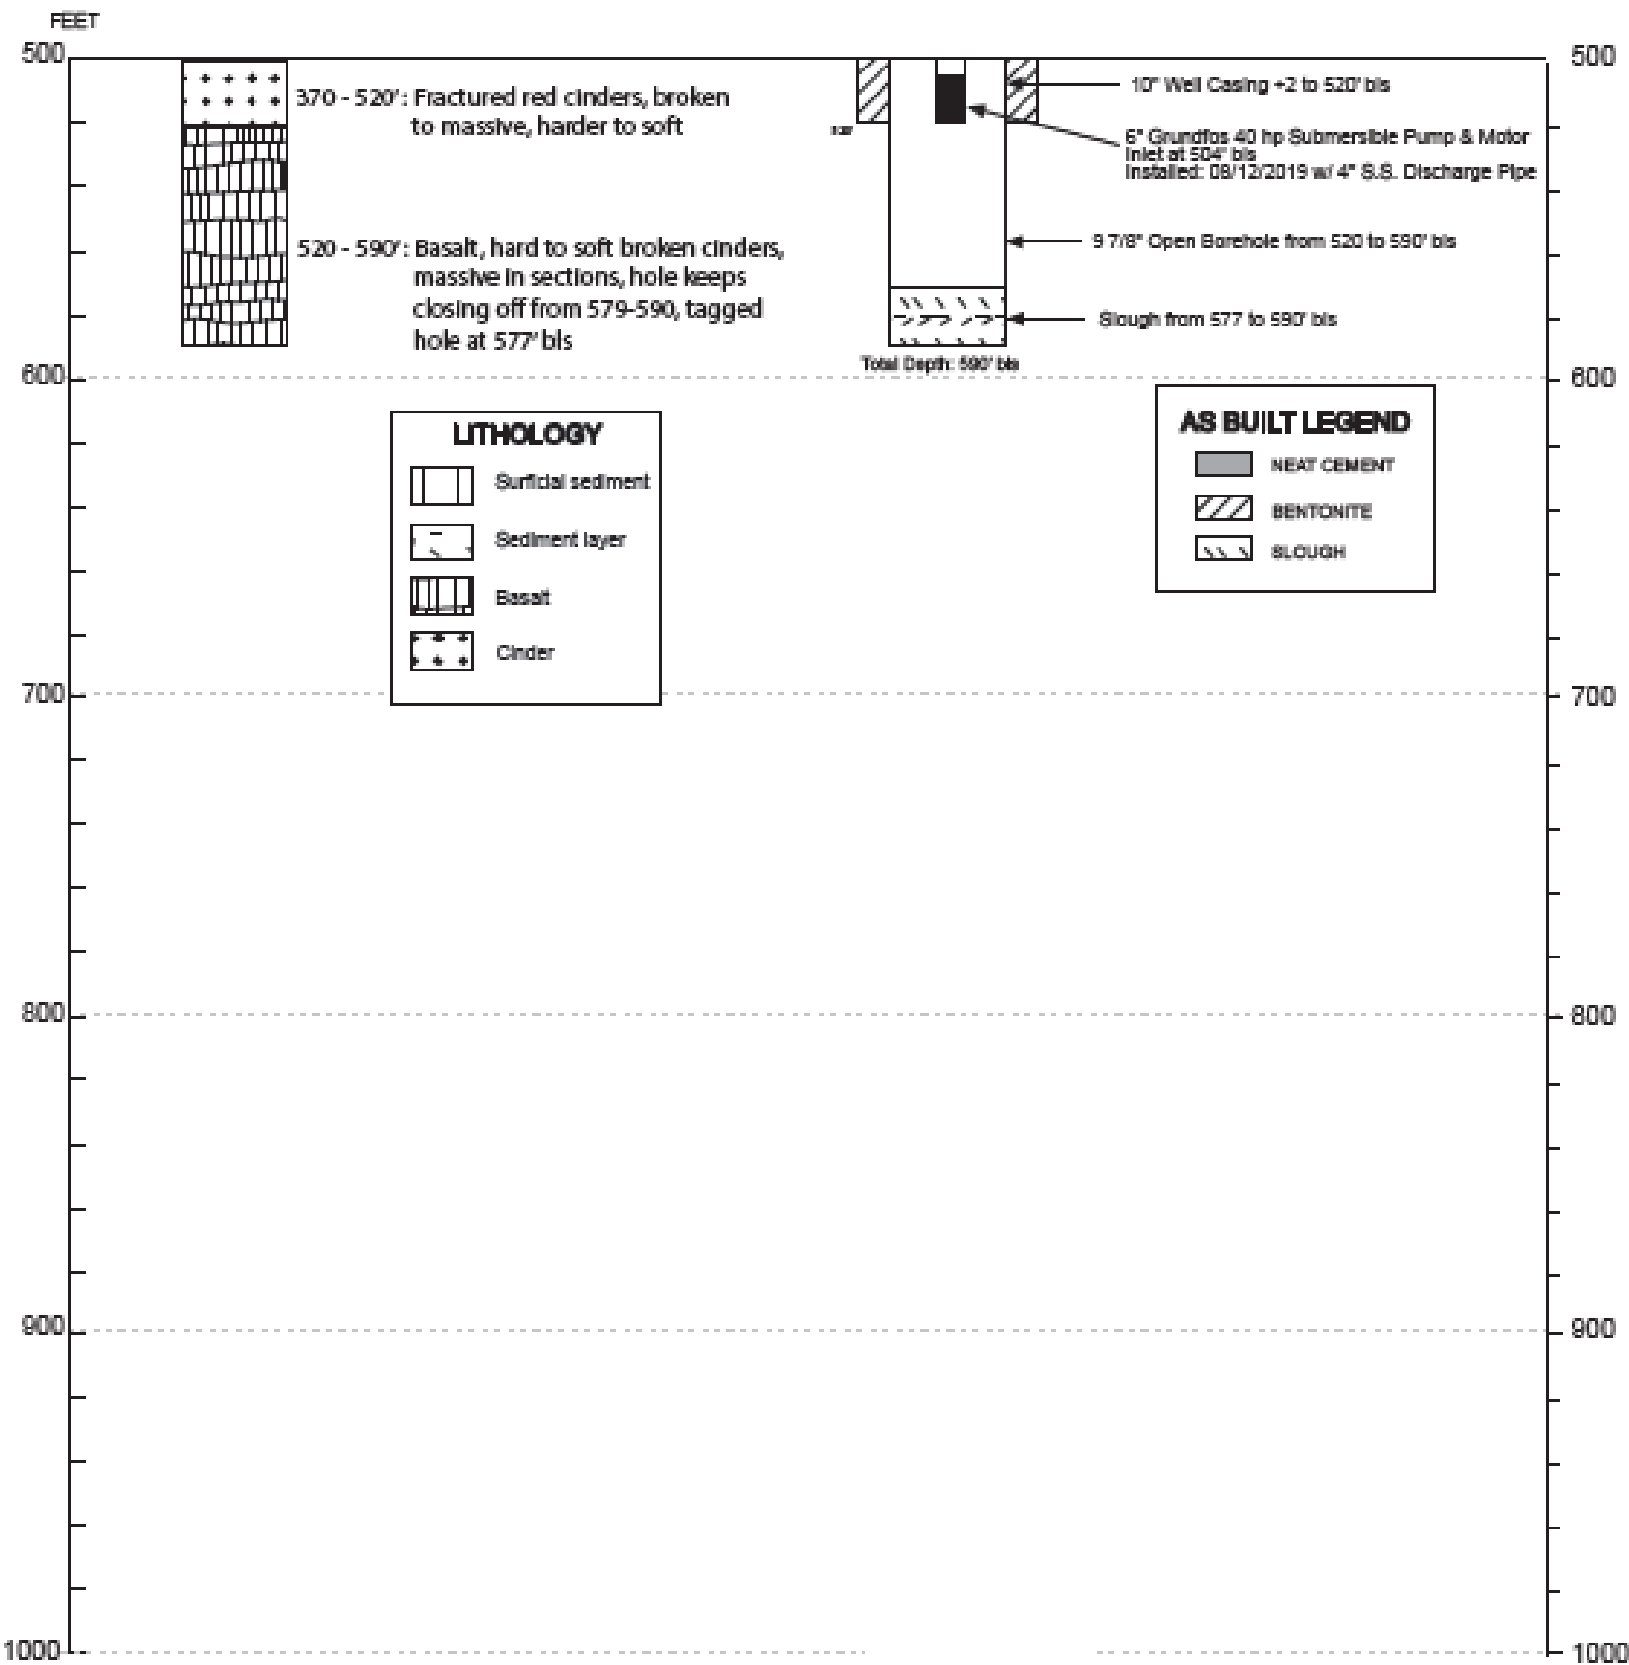 FEET
500
500
370 - 520': Fractured red cinders, broken
to massive, harder to soft
10" Well Casing +2 to 520' bls
520'
6" Grundfos 40 hp Submersible Pump & Motor
Inlet at 504' bls
Installed: 08/12/2019 w/ 4" S.S. Discharge Pipe
520 - 590': Basalt, hard to soft broken cinders,
massive in sections, hole keeps
closing off from 579-590, tagged
hole at 577' bls
9 7/8" Open Borehole from 520 to 590' bls
Slough from 577 to 590' bls
Total Depth: 590' bls
600
600
LITHOLOGY
Surficial sediment
Sediment layer
Basalt
Cinder
AS BUILT LEGEND
NEAT CEMENT
BENTONITE
SLOUGH
700
700
800
800
900
900
1000
1000